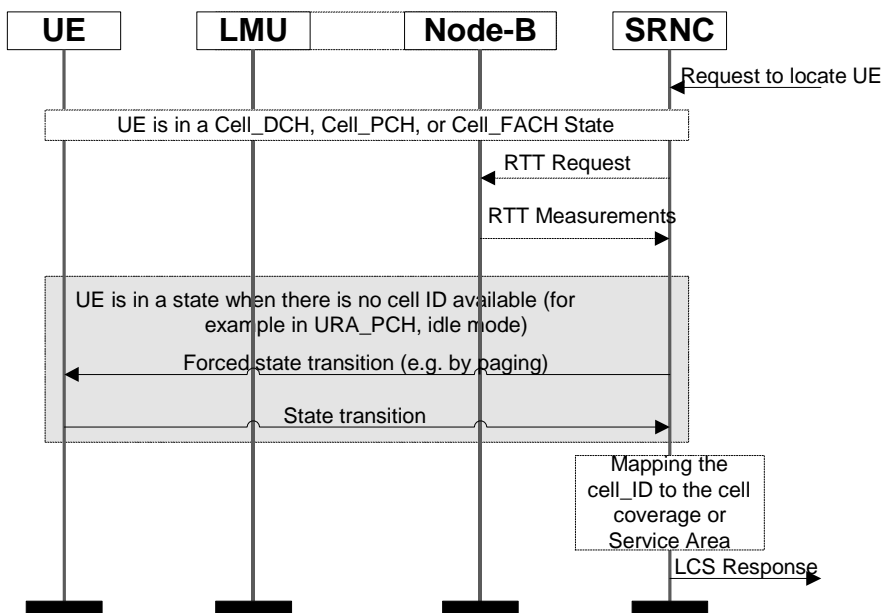 UE LMU Node-B SRNC
Request to locate UE
UE is in a Cell_DCH, Cell_PCH, or Cell_FACH State
RTT Request
RTT Measurements
UE is in a state when there is no cell ID available (for
example in URA_PCH, idle mode)
Forced state transition (e.g. by paging)
State transition
Mapping the
cell_ID to the cell
coverage or
Service Area
LCS Response